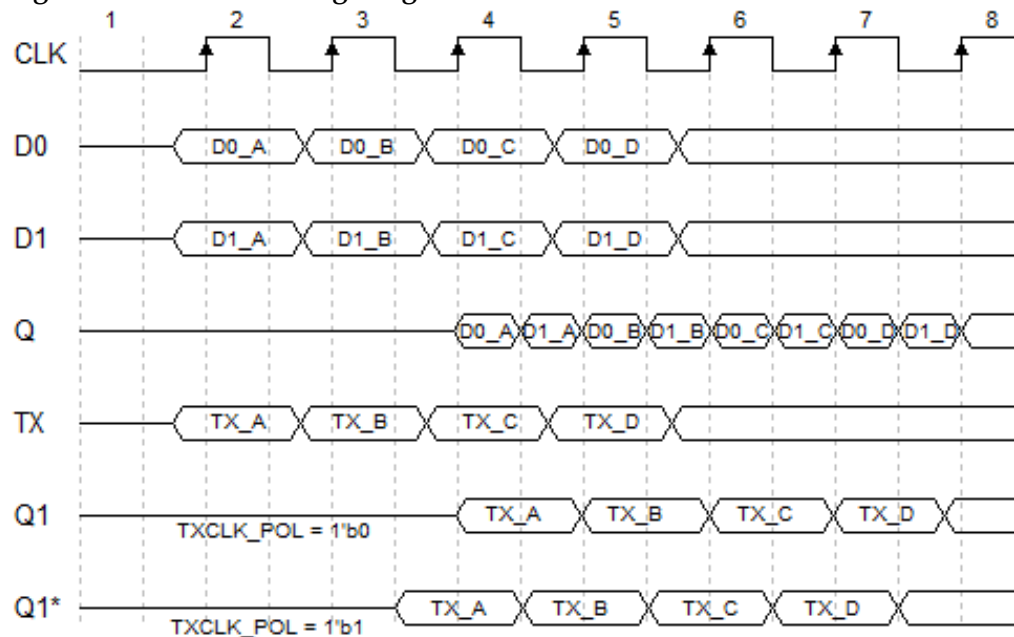 1 2 3 4 5 6 7 8
CLK
D0 D0_A D0_B D0_C D0_D
D1 D1_A D1_B D1_C D1_D
Q D0_A D1_A D0_B D1_B D0_C D1_C D0_D D1_D
TX TX_A TX_B TX_C TX_D
Q1 TX_A TX_B TX_C TX_D
TXCLK_POL = 1'b0
Q1* TX_A TX_B TX_C TX_D
TXCLK_POL = 1'b1